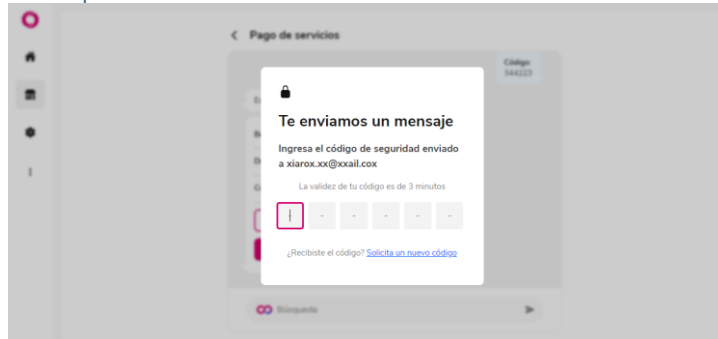 Pago de servicios
Código
344223
Te enviamos un mensaje
Ingresa el código de seguridad enviado
a xiarox.xx@xxail.cox
La validez de tu código es de 3 minutos
- - - - -
¿Recibiste el código? Solicita un nuevo código
Búsqueda